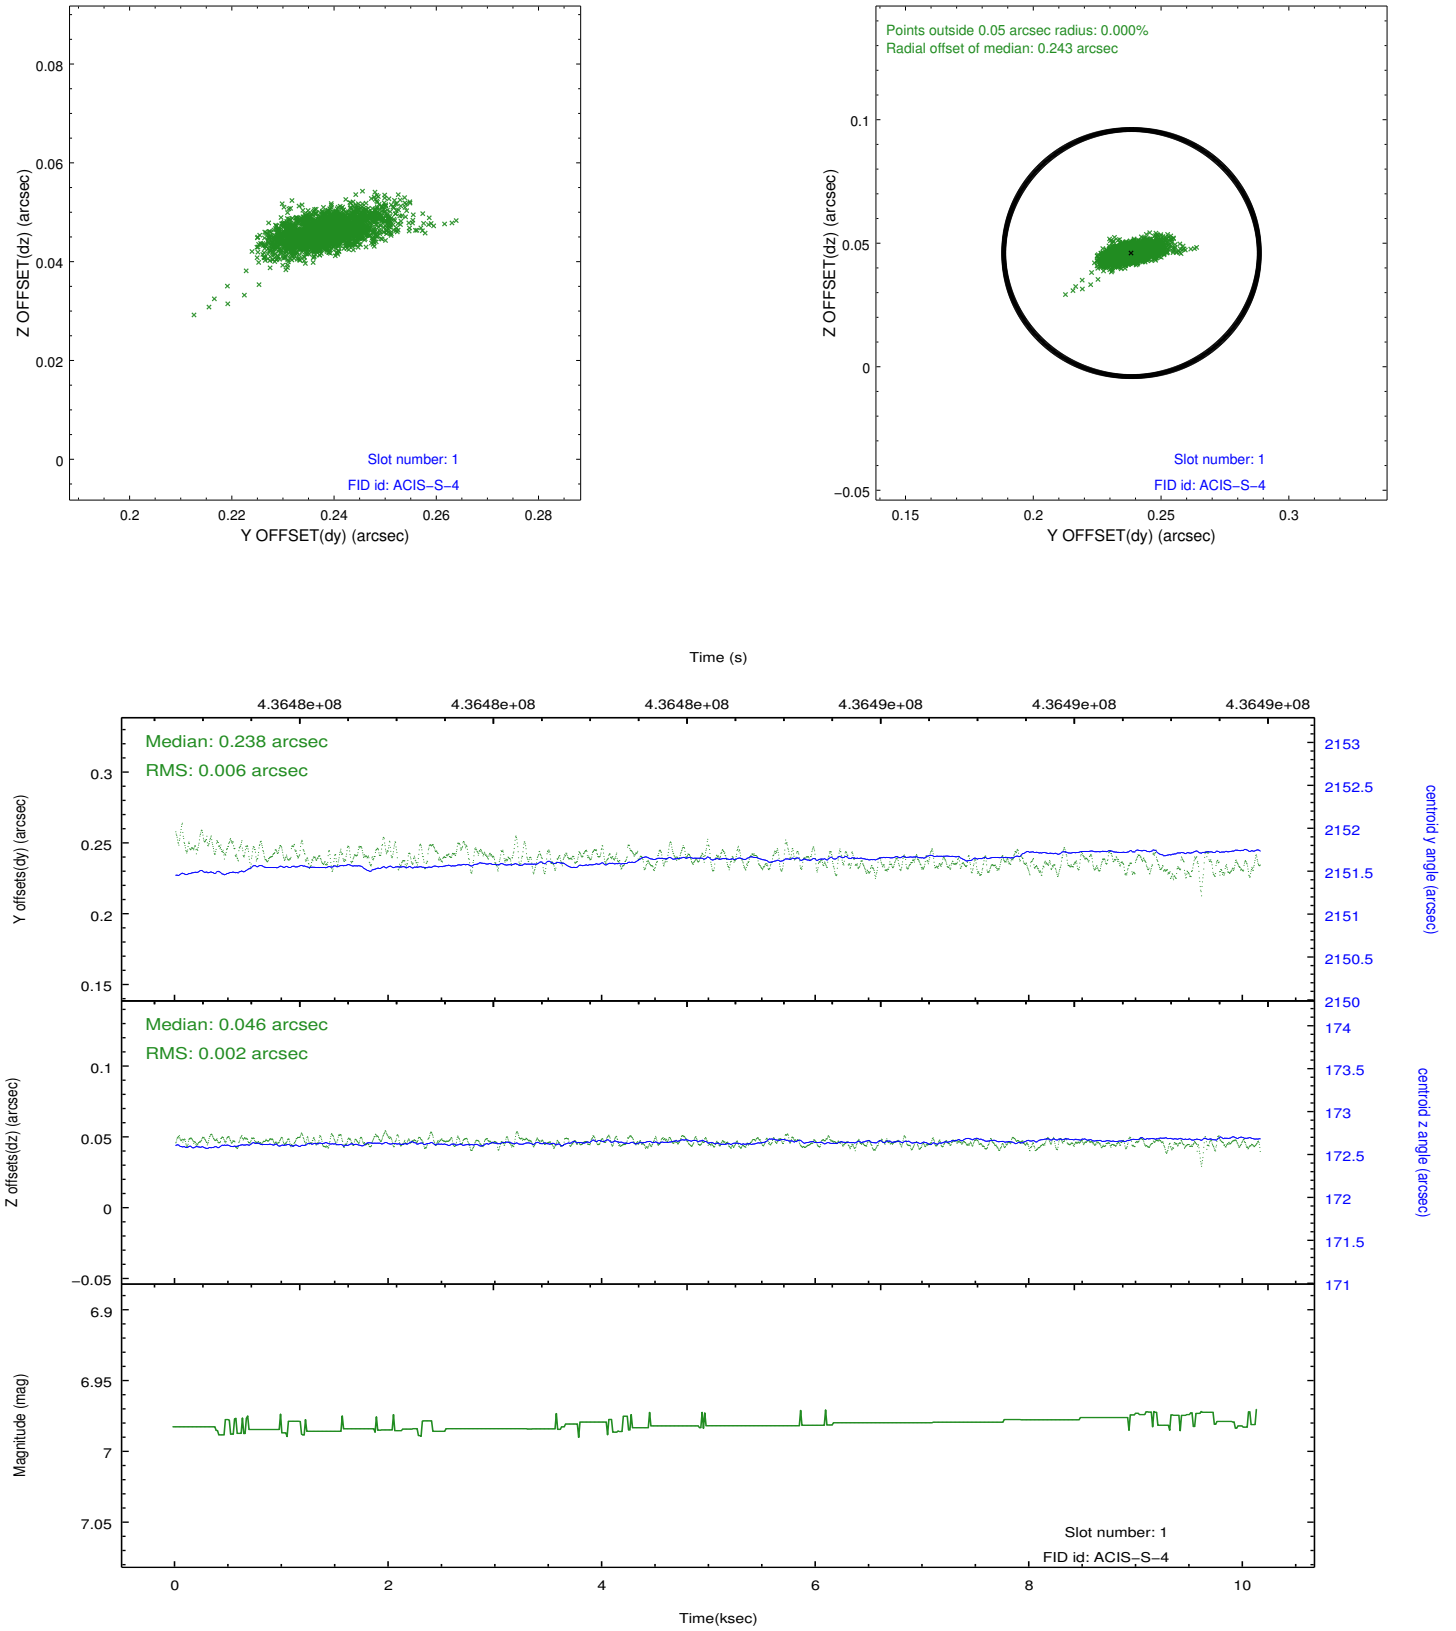 0.08
0.06
0.04
0.02
0
Z OFFSET(dz) (arcsec)
Slot number: 1
FID id: ACIS−S−4
0.2 0.22 0.24 0.26 0.28
Y OFFSET(dy) (arcsec)
Points outside 0.05 arcsec radius: 0.000%
Radial offset of median: 0.243 arcsec
0.1
0.05
0
−0.05
Z OFFSET(dz) (arcsec)
Slot number: 1
FID id: ACIS−S−4
0.15 0.2 0.25 0.3
Y OFFSET(dy) (arcsec)
Time (s)
4.3648e+08 4.3648e+08 4.3648e+08 4.3649e+08 4.3649e+08 4.3649e+08
Median: 0.238 arcsec
RMS: 0.006 arcsec
0.3
0.25
0.2
0.15
Y offsets(dy) (arcsec)
2153
2152.5
2152
2151.5
2151
2150.5
2150
centroid y angle (arcsec)
Median: 0.046 arcsec
RMS: 0.002 arcsec
0.1
0.05
0
−0.05
Z offsets(dz) (arcsec)
174
173.5
173
172.5
172
171.5
171
centroid z angle (arcsec)
6.9
6.95
7
7.05
Magnitude (mag)
Slot number: 1
FID id: ACIS−S−4
0 2 4 6 8 10
Time(ksec)